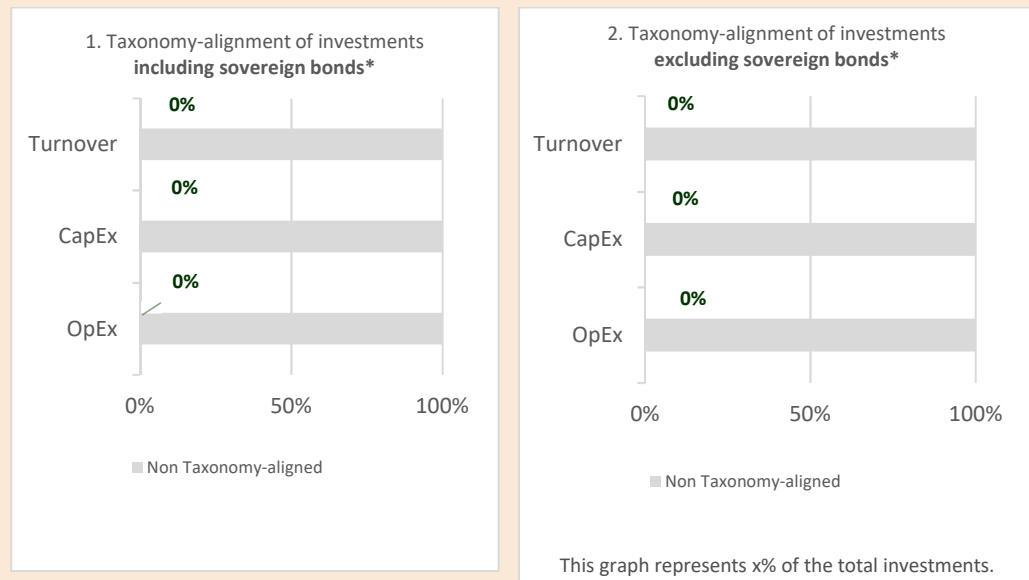 1. Taxonomy-alignment of investments
including sovereign bonds*
0%
Turnover
0%
CapEx
0%
OpEx
0%
50%
100%
Non Taxonomy-aligned
2. Taxonomy-alignment of investments
excluding sovereign bonds*
0%
Turnover
0%
CapEx
0%
OpEx
0%
50%
100%
Non Taxonomy-aligned
This graph represents x% of the total investments.